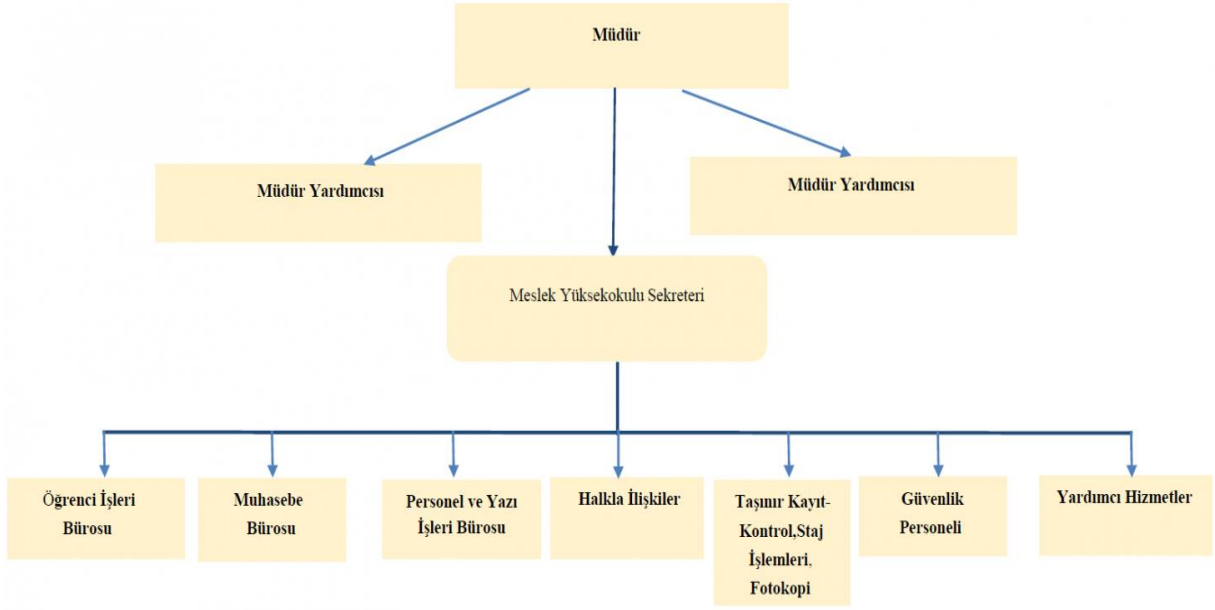 Müdür
Müdür Yardımcısı
Müdür Yardımcısı
Meslek Yüksekokulu Sekreteri
Öğrenci İşleri
Bürosu
Muhasebe
Bürosu
Personel ve Yazı
İşleri Bürosu
Halkla İlişkiler
Taşınır Kayıt-
Kontrol,Staj
İşlemleri,
Fotokopi
Güvenlik
Personeli
Yardımcı Hizmetler